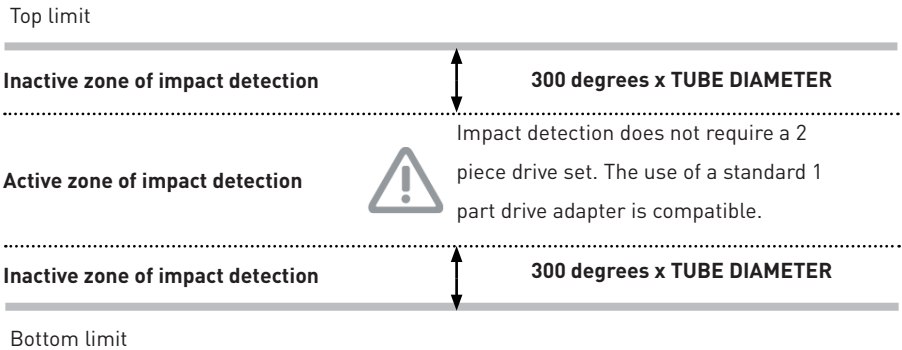 Top limit
Inactive zone of impact detection
300 degrees x TUBE DIAMETER
Active zone of impact detection
Impact detection does not require a 2
piece drive set. The use of a standard 1
part drive adapter is compatible.
Inactive zone of impact detection
300 degrees x TUBE DIAMETER
Bottom limit